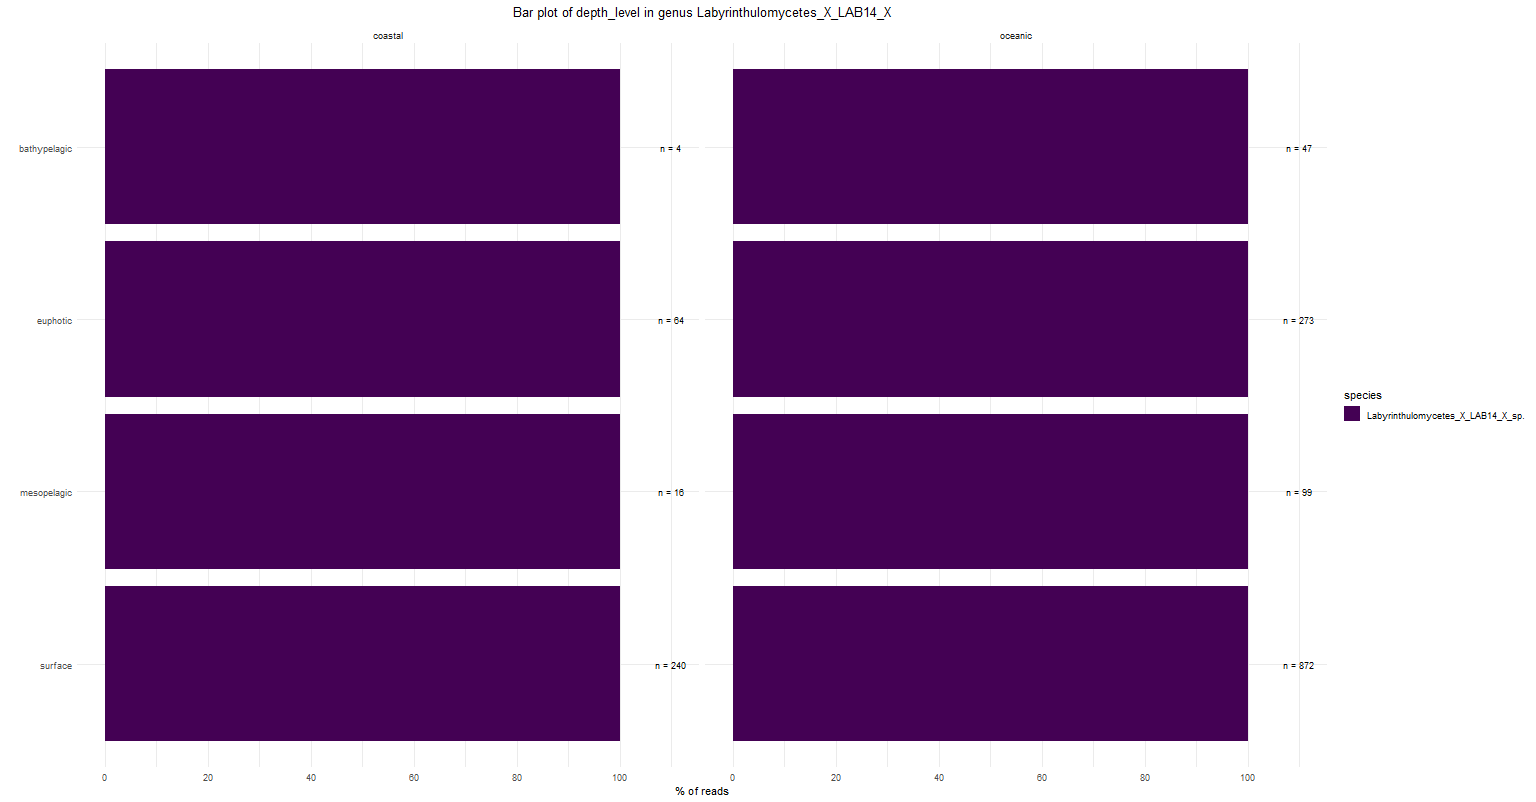 Bar plot of depth_level in genus Labyrinthulomycetes_X_LAB14_X
coastal
oceanic
bathypelagic
n = 4
n = 47
euphotic
n = 64
n = 273
mesopelagic
n = 16
n = 99
surface
n = 240
n = 872
species
Labyrinthulomycetes_X_LAB14_X_sp.
0 20 40 60 80 100
0 20 40 60 80 100
% of reads